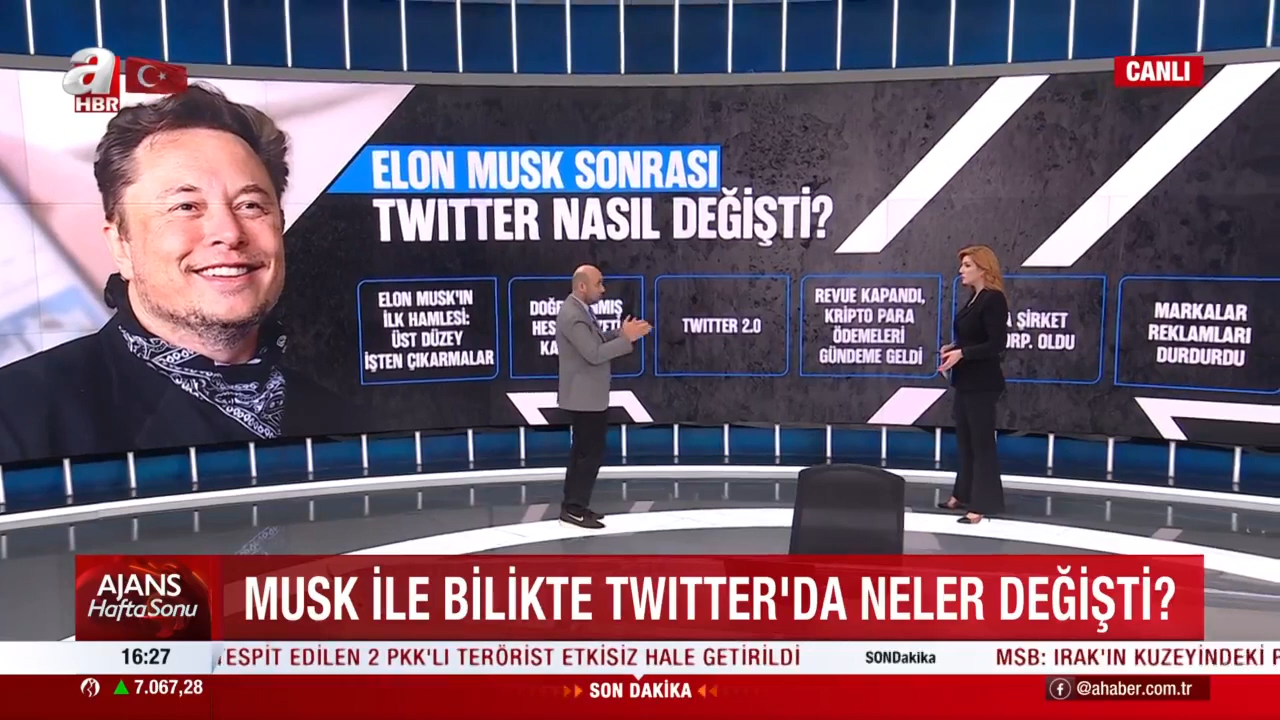 a
HBR
CANLI
ELON MUSK SONRASI
TWITTER NASIL DEĞİŞTİ?
ELON MUSK'IN
İLK HAMLESİ:
ÜST DÜZEY
İŞTEN ÇIKARMALAR
TWITTER 2.0
REVUE KAPANDI,
KRİPTO PARA
ÖDEMELERİ
GÜNDEME GELDİ
ŞİRKET
OLDU
MARKALAR
REKLAMLARI
DURDURDU
AJANS
Hafta Sonu
MUSK İLE BİLİKTE TWITTER'DA NELER DEĞİŞTİ?
16:27
TESPİT EDİLEN 2 PKK'LI TERÖRİST ETKİSİZ HALE GETİRİLDİ SONDakika MSB: IRAK'IN KUZEYİNDEKİ
7.067,28
SON DAKİKA
@ahaber.com.tr